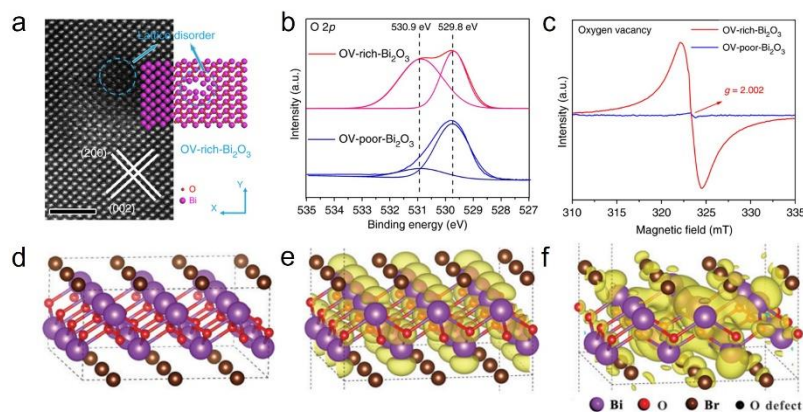 a
Lattice disorder
(200)
(002)
OV-rich-Bi₂O₃
O
Bi
Y
X
b
O 2p
530.9 eV
529.8 eV
OV-rich-Bi₂O₃
OV-poor-Bi₂O₃
Intensity (a.u.)
535 534 533 532 531 530 529 528 527
Binding energy (eV)
c
Oxygen vacancy
OV-rich-Bi₂O₃
OV-poor-Bi₂O₃
g = 2.002
Intensity (a.u.)
310 315 320 325 330 335
Magnetic field (mT)
d
e
f
Bi O Br O defect